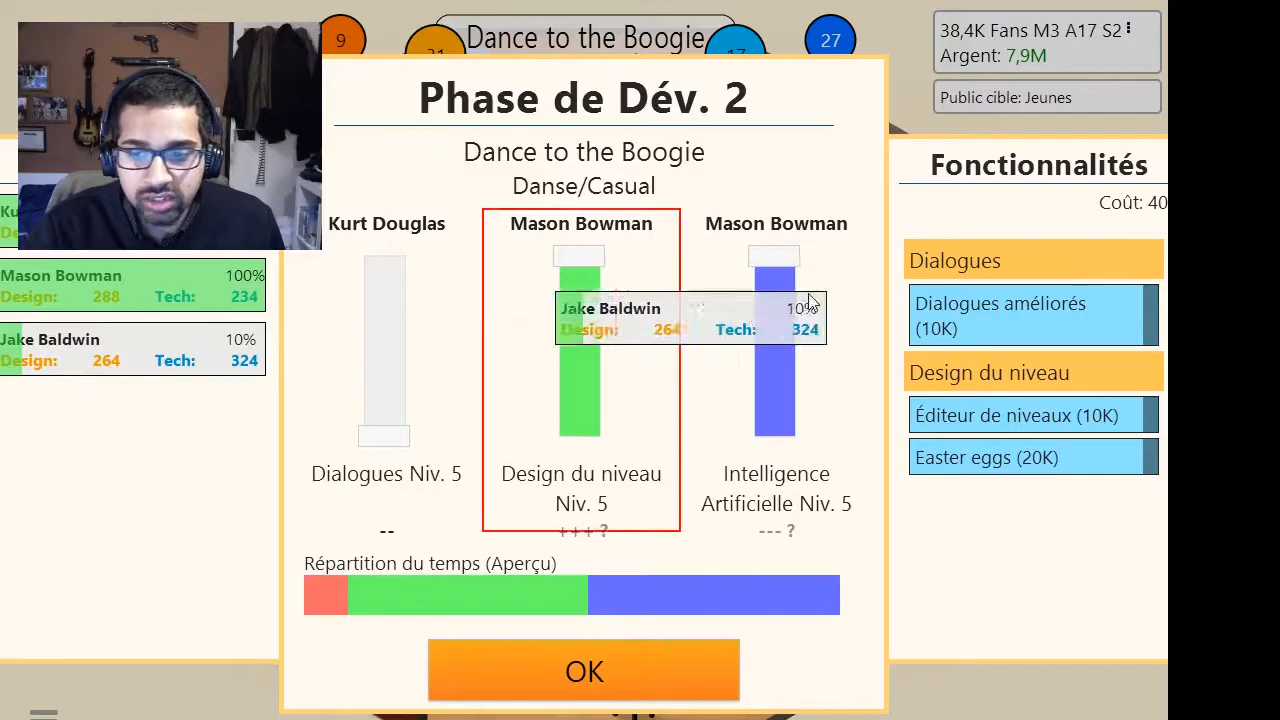 9
21
Dance to the Boogie
17
27
38,4K Fans M3 A17 S2
Argent: 7,9M
Public cible: Jeunes
Phase de Dév. 2
Dance to the Boogie
Danse/Casual
Kurt Douglas
Mason Bowman
Mason Bowman
Ku
De
Mason Bowman 100%
Design: 288 Tech: 234
Jake Baldwin 10%
Design: 264 Tech: 324
Jake Baldwin 10%
Design: 264 Tech: 324
Dialogues Niv. 5
--
Design du niveau
Niv. 5
+++ ?
Intelligence
Artificielle Niv. 5
--- ?
Répartition du temps (Aperçu)
OK
Fonctionnalités
Coût: 40
Dialogues
Dialogues améliorés
(10K)
Design du niveau
Éditeur de niveaux (10K)
Easter eggs (20K)